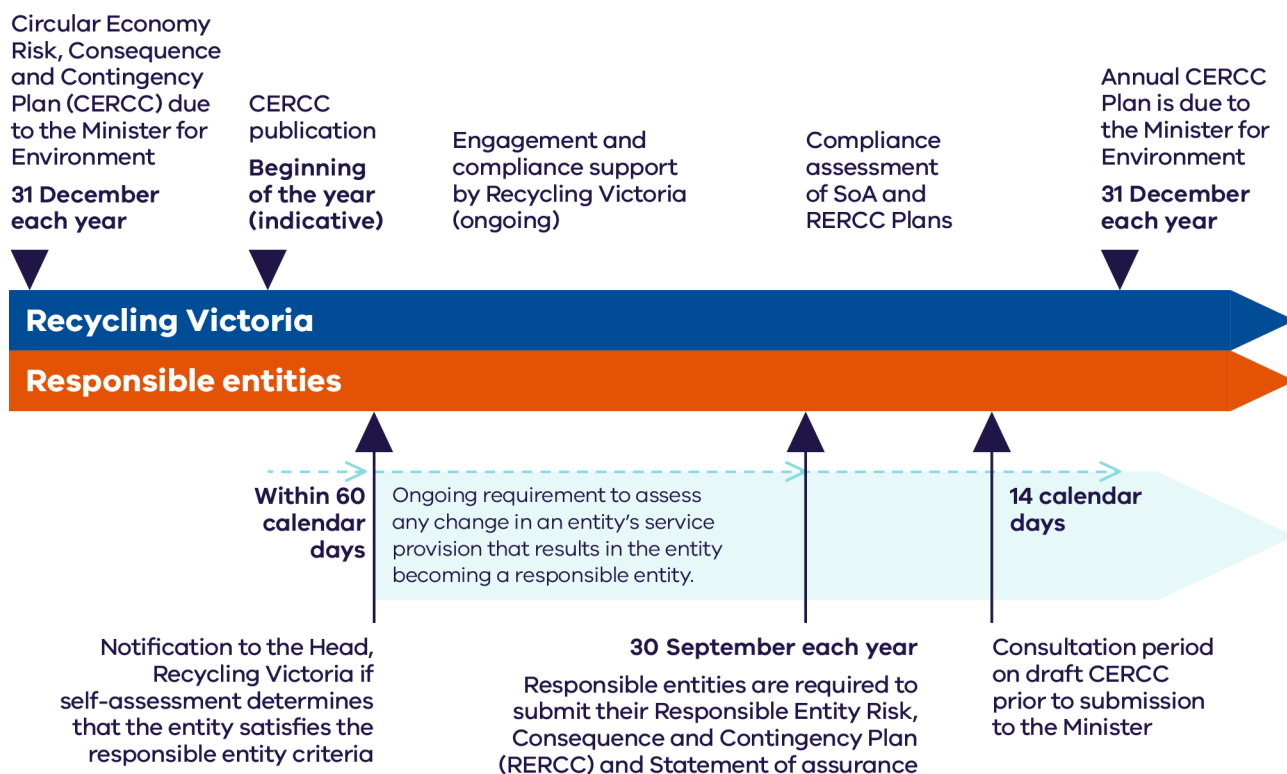 Circular Economy
Risk, Consequence
and Contingency
Plan (CERCC) due
to the Minister for
Environment
31 December
each year
CERCC
publication
Beginning
of the year
(indicative)
Engagement and
compliance support
by Recycling Victoria
(ongoing)
Compliance
assessment
of SoA and
RERCC Plans
Annual CERCC
Plan is due to
the Minister for
Environment
31 December
each year
Recycling Victoria
Responsible entities
Within 60
calendar
days
Ongoing requirement to assess
any change in an entity’s service
provision that results in the entity
becoming a responsible entity.
14 calendar
days
Notification to the Head,
Recycling Victoria if
self-assessment determines
that the entity satisfies the
responsible entity criteria
30 September each year
Responsible entities are required to
submit their Responsible Entity Risk,
Consequence and Contingency Plan
(RERCC) and Statement of assurance
Consultation period
on draft CERCC
prior to submission
to the Minister